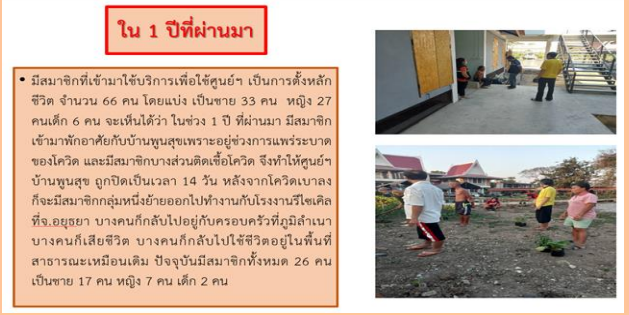 ใน 1 ปีที่ผ่านมา
• มีสมาชิกที่เข้ามาใช้บริการเพื่อใช้ศูนย์ฯ เป็นการตั้งหลัก
ชีวิต จำนวน 66 คน โดยแบ่ง เป็นชาย 33 คน หญิง 27
คนเด็ก 6 คน จะเห็นได้ว่า ในช่วง 1 ปี ที่ผ่านมา มีสมาชิก
เข้ามาพักอาศัยกับบ้านพูนสุขเพราะอยู่ช่วงการแพร่ระบาด
ของโควิด และมีสมาชิกบางส่วนติดเชื้อโควิด จึงทำให้ศูนย์ฯ
บ้านพูนสุข ถูกปิดเป็นเวลา 14 วัน หลังจากโควิดเบาลง
ก็จะมีสมาชิกกลุ่มหนึ่งย้ายออกไปทำงานกับโรงงานรีไซเคิล
ที่จ.อยุธยา บางคนก็กลับไปอยู่กับครอบครัวที่ภูมิลำเนา
บางคนก็เสียชีวิต บางคนก็กลับไปใช้ชีวิตอยู่ในพื้นที่
สาธารณะเหมือนเดิม ปัจจุบันมีสมาชิกทั้งหมด 26 คน
เป็นชาย 17 คน หญิง 7 คน เด็ก 2 คน